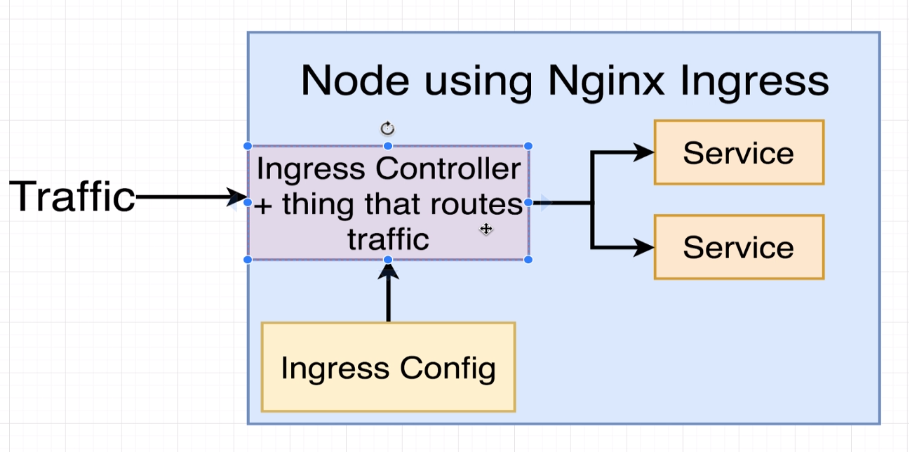 Node using Nginx Ingress
Traffic
Ingress Controller
+ thing that routes
traffic
Service
Service
Ingress Config